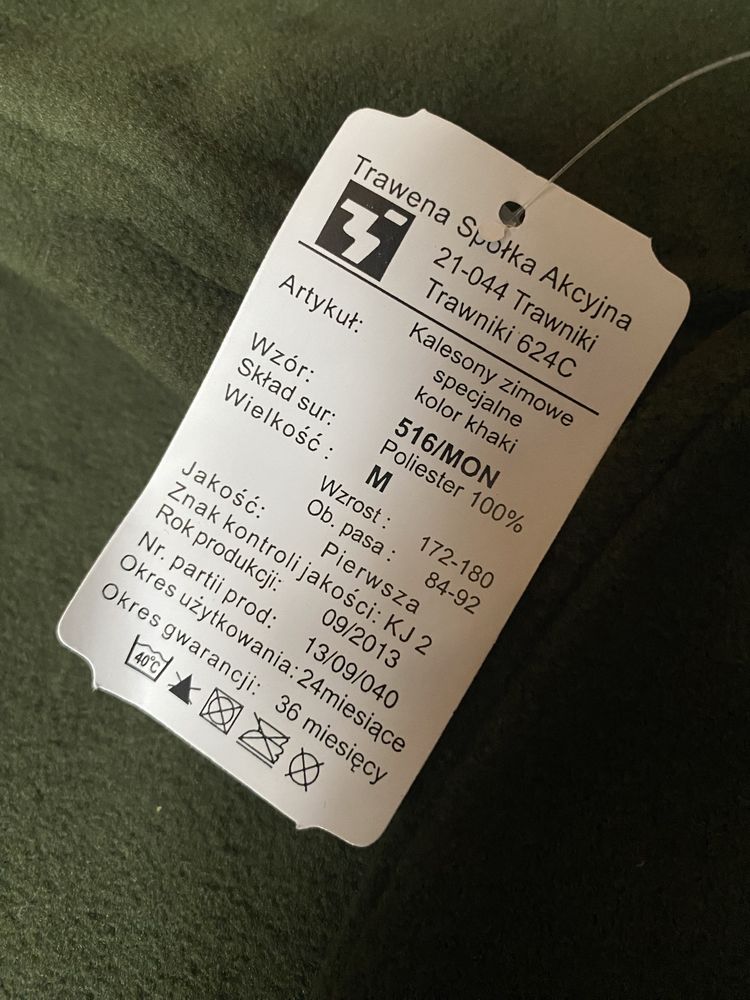 Trawena Spółka Akcyjna
21-044 Trawniki
Trawniki 624C
Artykuł: Kalesony zimowe
specjalne
kolor khaki
Wzór: 516/MON
Skład sur: Poliester 100%
Wielkość: M
Wzrost: 172-180
Ob. pasa: 84-92
Jakość: Pierwsza
Znak kontroli jakości: KJ 2
Rok produkcji: 09/2013
Nr. partii prod: 13/09/040
Okres użytkowania: 24miesiące
Okres gwarancji: 36 miesięcy
40°C